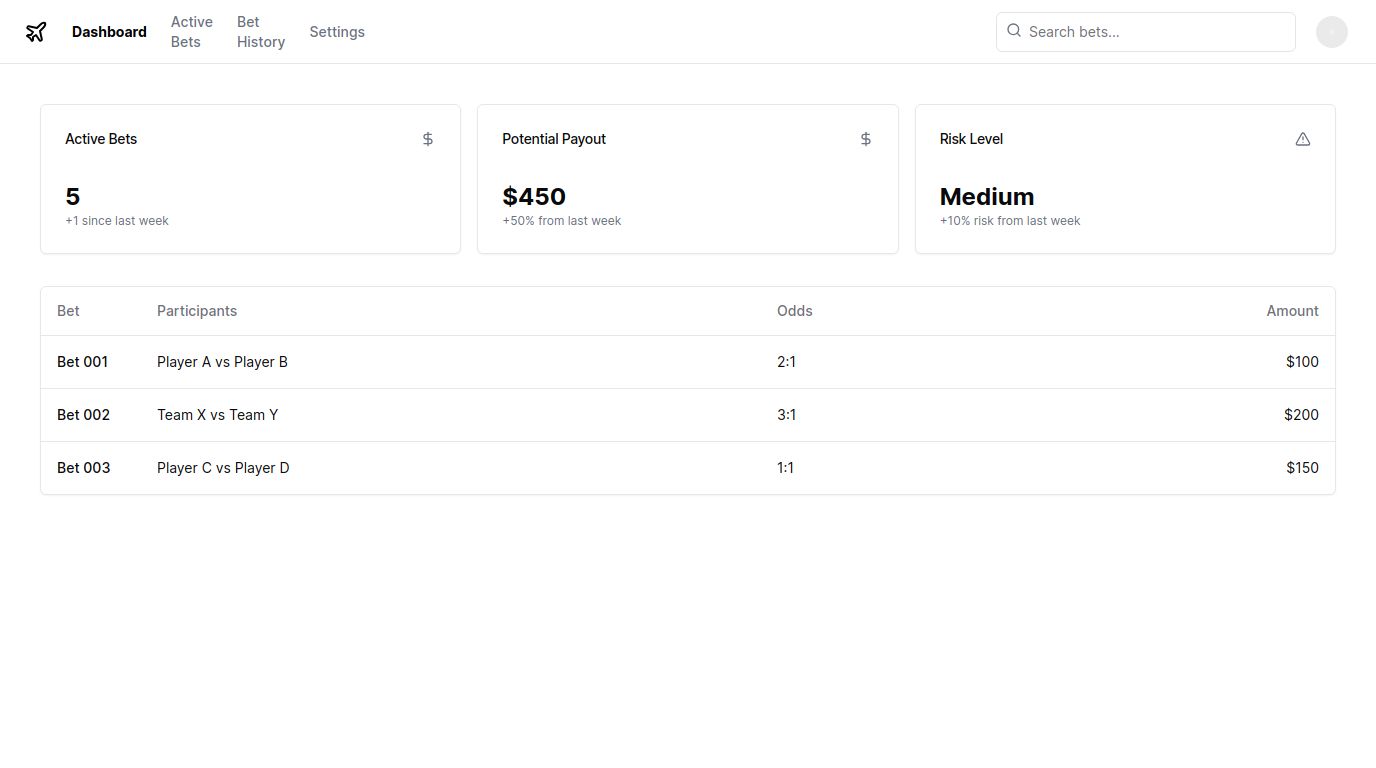 Dashboard
Active
Bets
Bet
History
Settings
Search bets...
Active Bets
5
+1 since last week
Potential Payout
$450
+50% from last week
Risk Level
Medium
+10% risk from last week
Bet Participants Odds Amount
Bet 001 Player A vs Player B 2:1 $100
Bet 002 Team X vs Team Y 3:1 $200
Bet 003 Player C vs Player D 1:1 $150